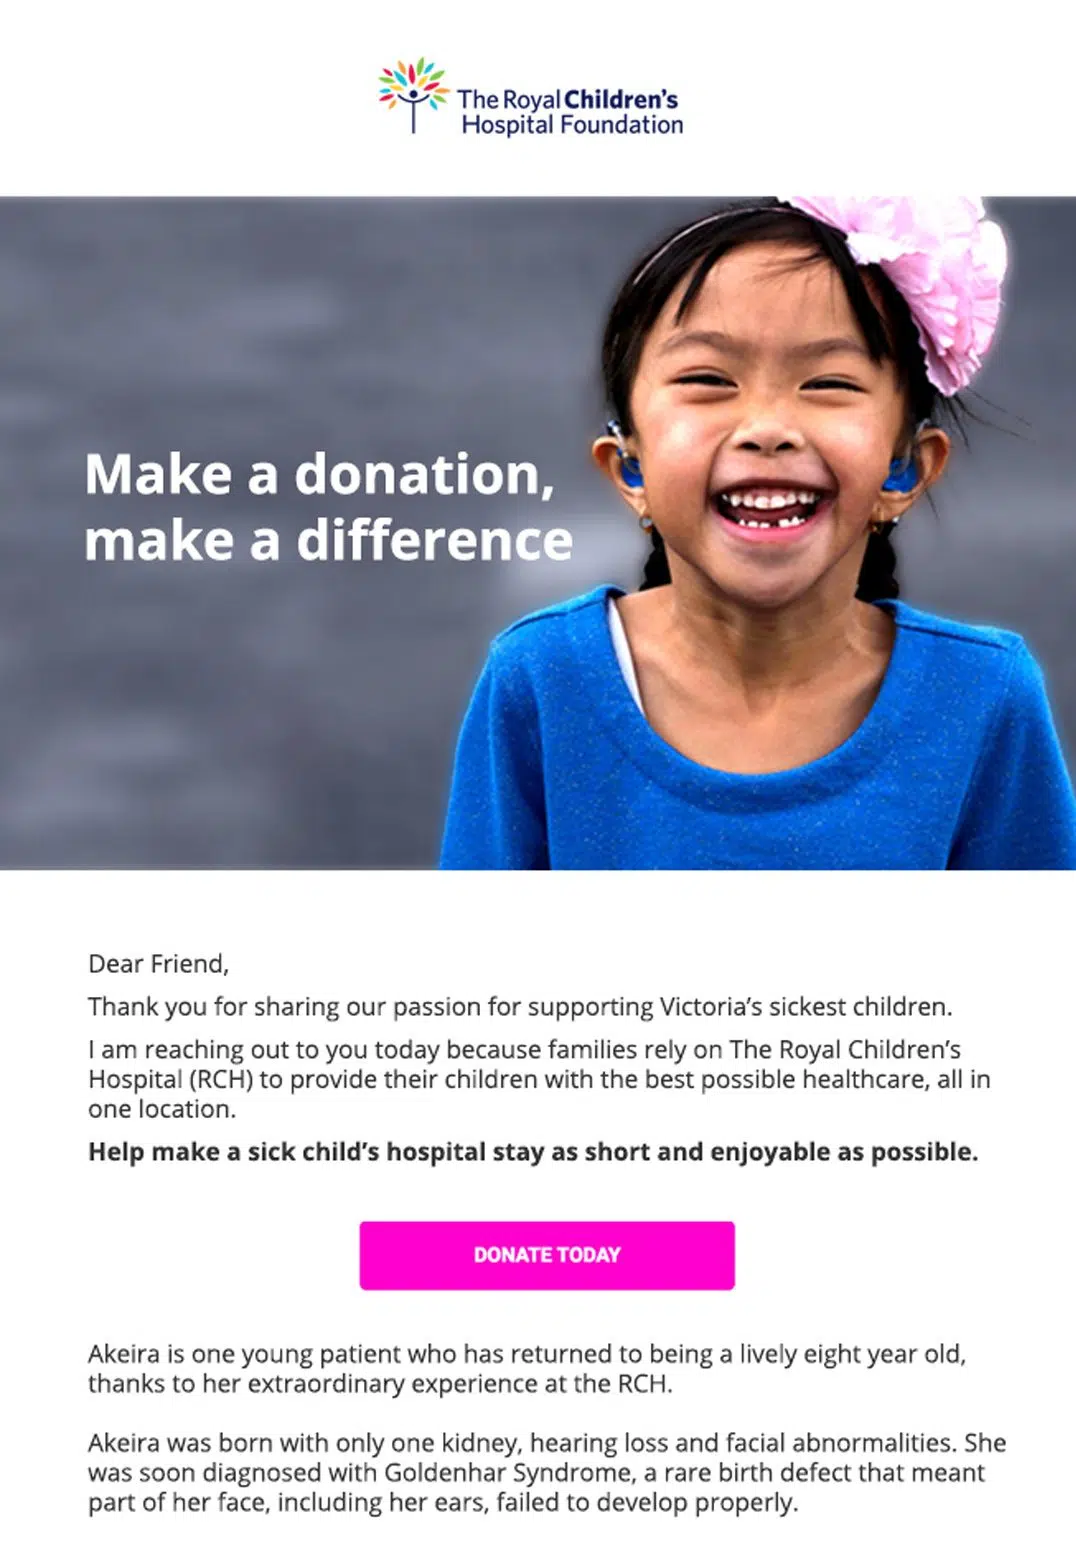 The Royal Children's
Hospital Foundation
Make a donation,
make a difference
Dear Friend,
Thank you for sharing our passion for supporting Victoria’s sickest children.
I am reaching out to you today because families rely on The Royal Children’s
Hospital (RCH) to provide their children with the best possible healthcare, all in
one location.
Help make a sick child’s hospital stay as short and enjoyable as possible.
DONATE TODAY
Akeira is one young patient who has returned to being a lively eight year old,
thanks to her extraordinary experience at the RCH.
Akeira was born with only one kidney, hearing loss and facial abnormalities. She
was soon diagnosed with Goldenhar Syndrome, a rare birth defect that meant
part of her face, including her ears, failed to develop properly.